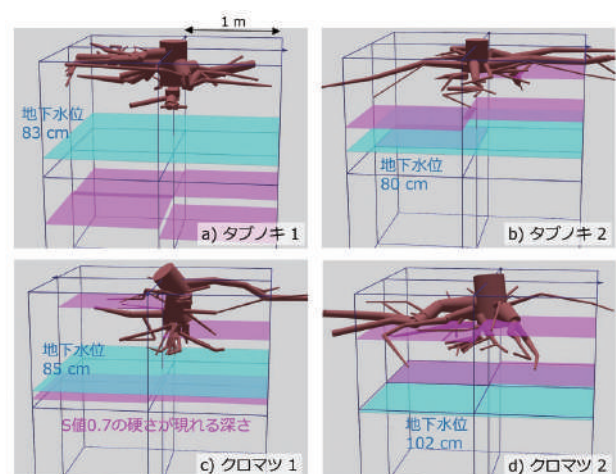 1 m
地下水位
83 cm
a) タブノキ 1
地下水位
80 cm
b) タブノキ 2
地下水位
85 cm
S値0.7の硬さが現れる深さ
c) クロマツ 1
地下水位
102 cm
d) クロマツ 2